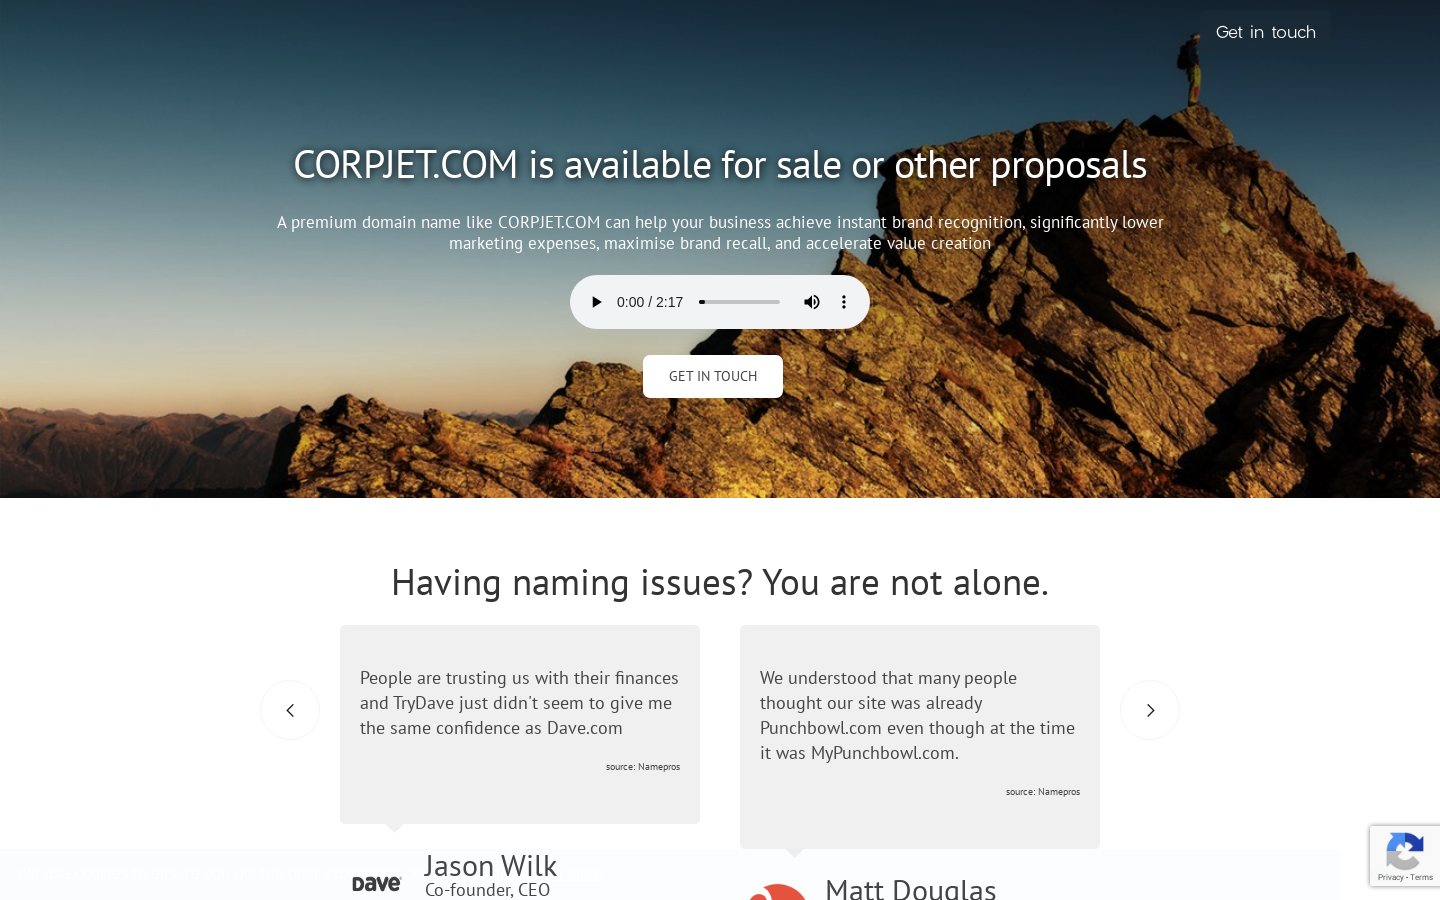 Get in touch
CORPJET.COM is available for sale or other proposals
A premium domain name like CORPJET.COM can help your business achieve instant brand recognition, significantly lower
marketing expenses, maximise brand recall, and accelerate value creation
0:00 / 2:17
GET IN TOUCH
Having naming issues? You are not alone.
People are trusting us with their finances
and TryDave just didn't seem to give me
the same confidence as Dave.com
source: Namepros
We understood that many people
thought our site was already
Punchbowl.com even though at the time
it was MyPunchbowl.com.
source: Namepros
Dave
Jason Wilk
Co-founder, CEO
Matt Douglas
Privacy - Terms